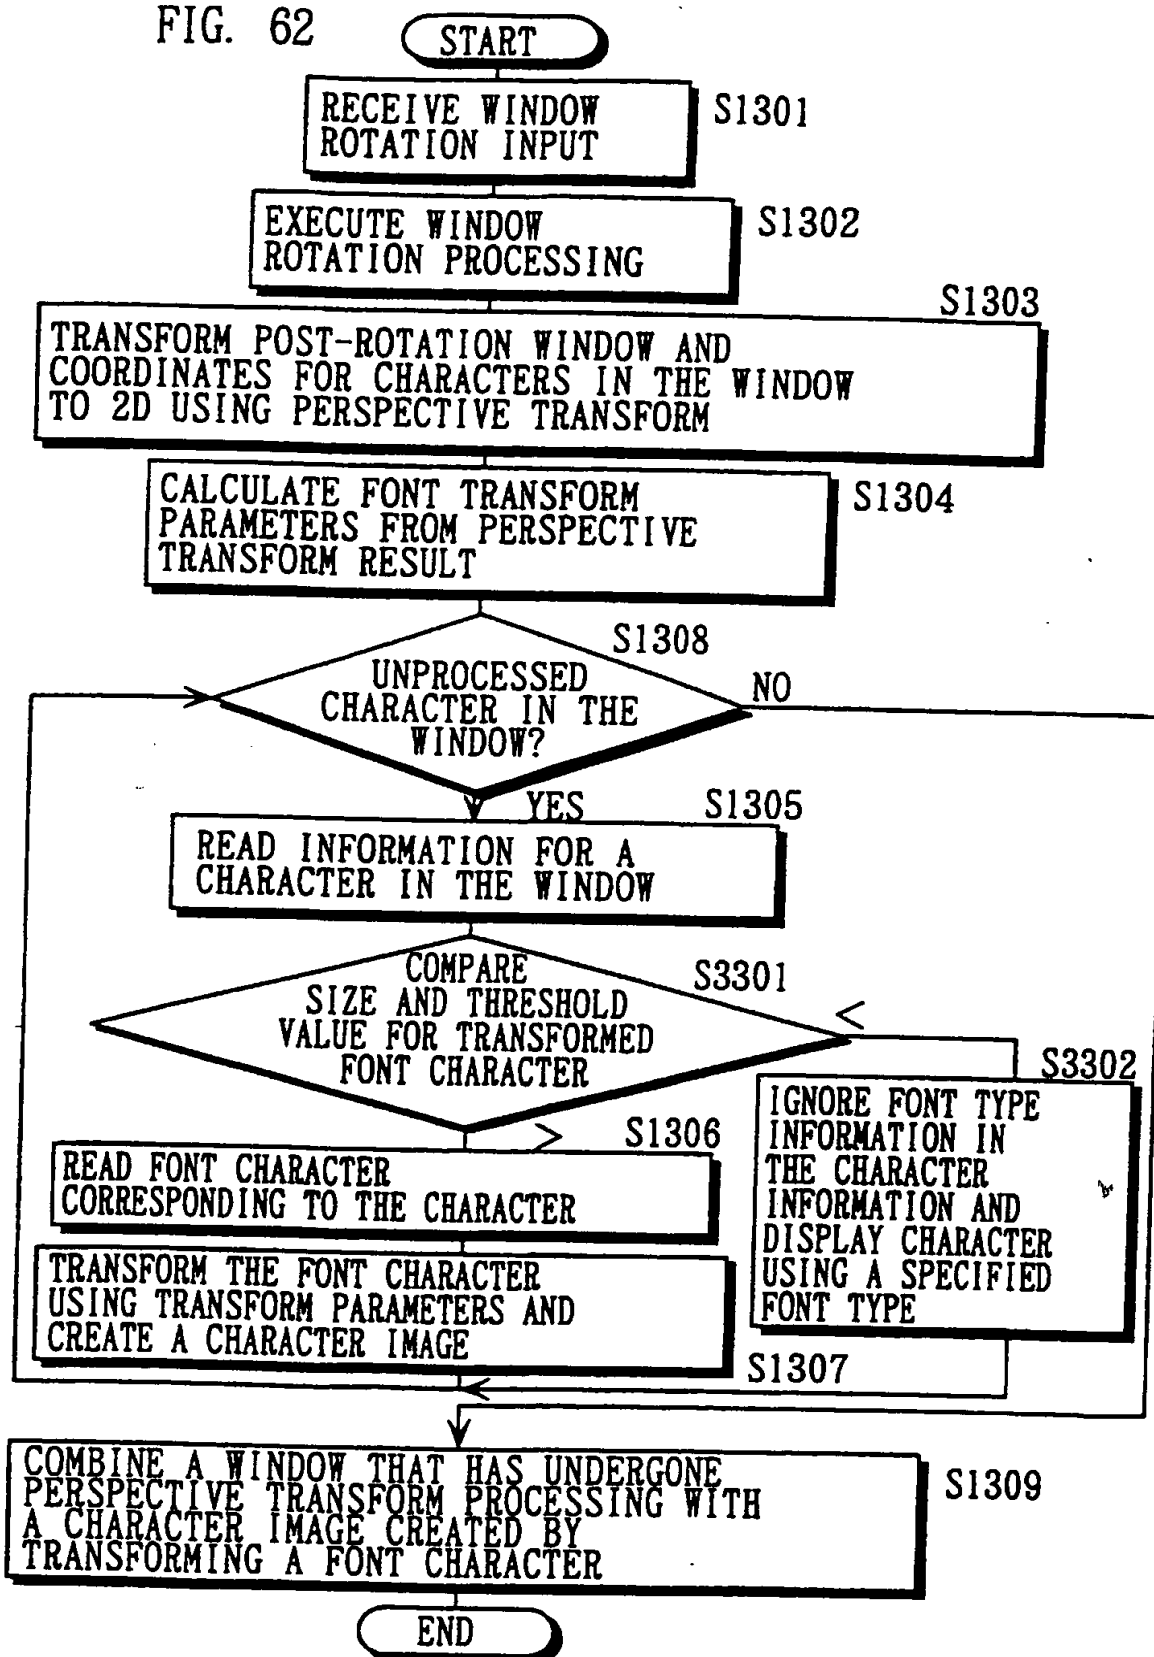 FIG. 62
START
RECEIVE WINDOW
ROTATION INPUT
S1301
EXECUTE WINDOW
ROTATION PROCESSING
S1302
S1303
TRANSFORM POST-ROTATION WINDOW AND
COORDINATES FOR CHARACTERS IN THE WINDOW
TO 2D USING PERSPECTIVE TRANSFORM
CALCULATE FONT TRANSFORM
PARAMETERS FROM PERSPECTIVE
TRANSFORM RESULT
S1304
S1308
UNPROCESSED
CHARACTER IN THE
WINDOW?
NO
YES
S1305
READ INFORMATION FOR A
CHARACTER IN THE WINDOW
COMPARE
SIZE AND THRESHOLD
VALUE FOR TRANSFORMED
FONT CHARACTER
S3301
<
>
S3302
IGNORE FONT TYPE
INFORMATION IN
THE CHARACTER
INFORMATION AND
DISPLAY CHARACTER
USING A SPECIFIED
FONT TYPE
S1306
READ FONT CHARACTER
CORRESPONDING TO THE CHARACTER
TRANSFORM THE FONT CHARACTER
USING TRANSFORM PARAMETERS AND
CREATE A CHARACTER IMAGE
S1307
COMBINE A WINDOW THAT HAS UNDERGONE
PERSPECTIVE TRANSFORM PROCESSING WITH
A CHARACTER IMAGE CREATED BY
TRANSFORMING A FONT CHARACTER
S1309
END